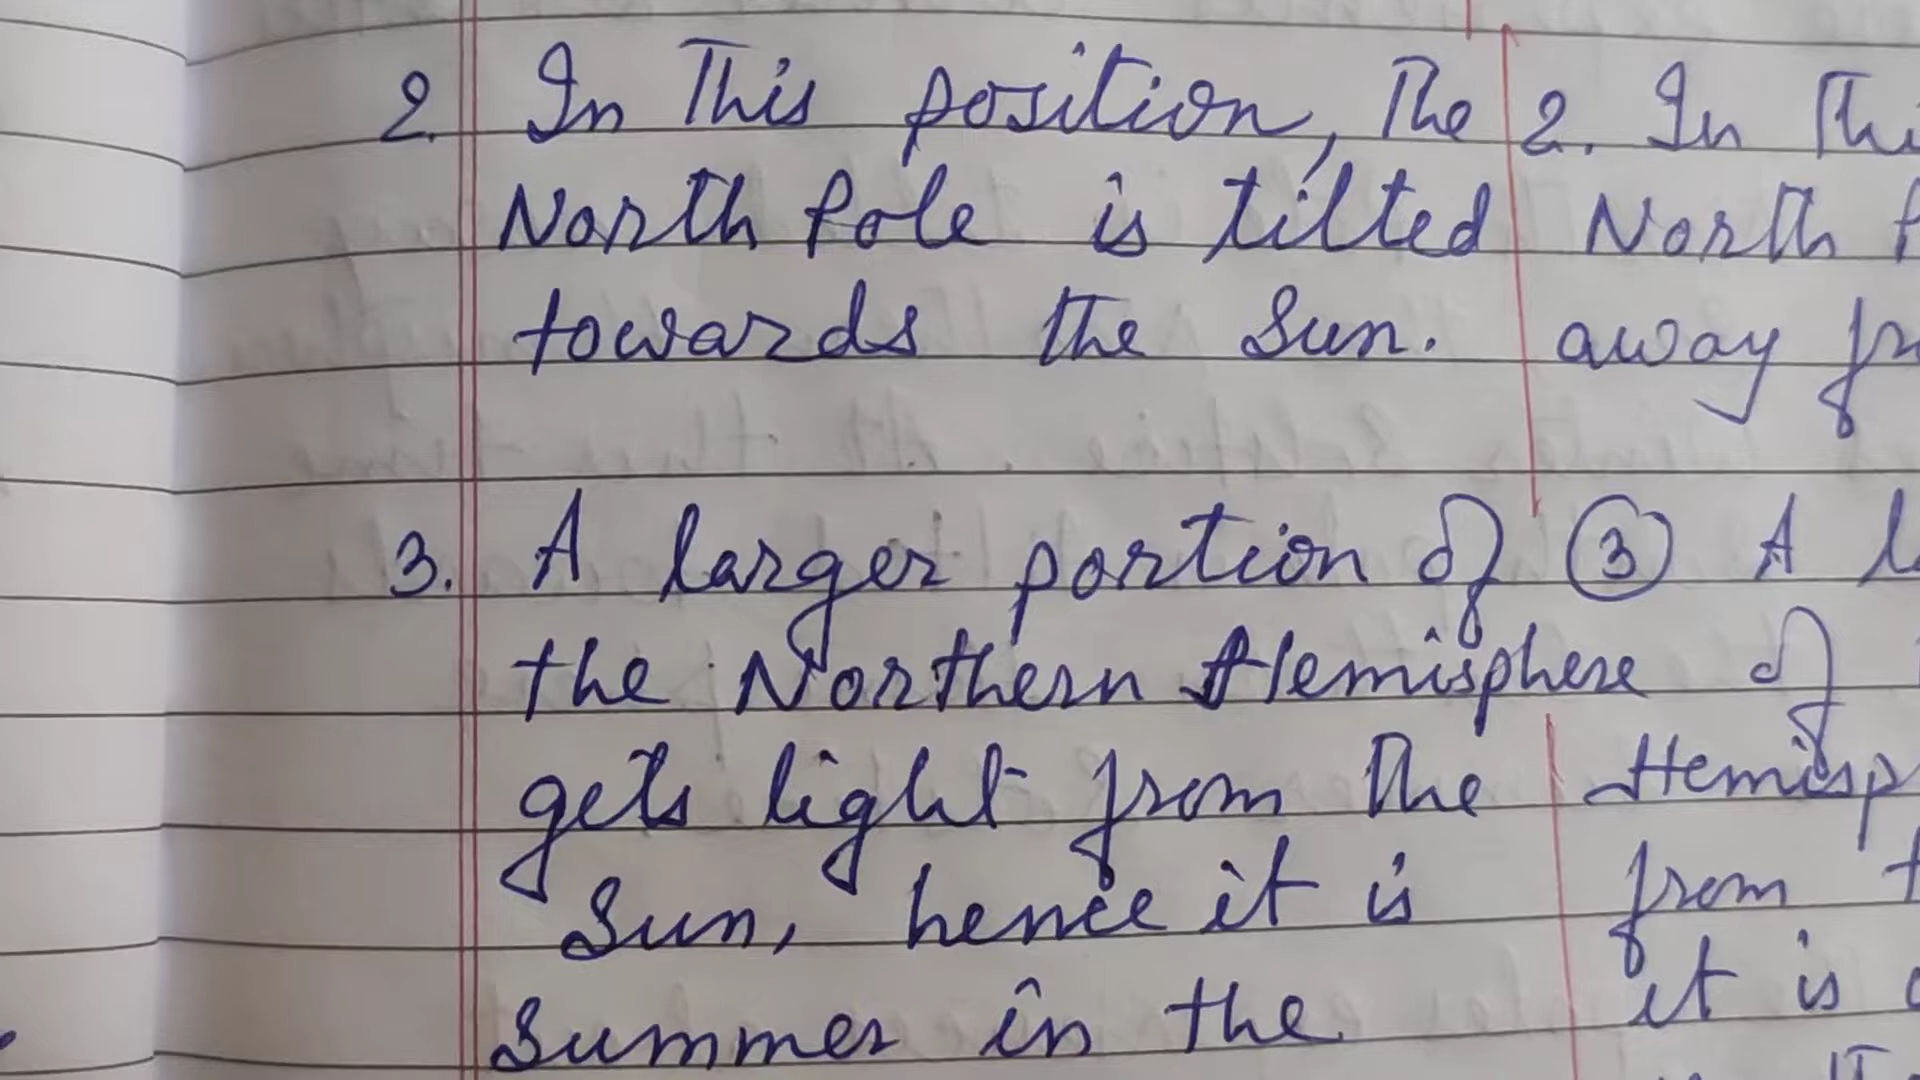 2. In This position, The
North Pole is tilted
towards the Sun.
3. A larger portion of
the Northern Hemisphere
gets light from the
Sun, hence it is
Summer in the
2. In
North
away
③ A
of
from
it is